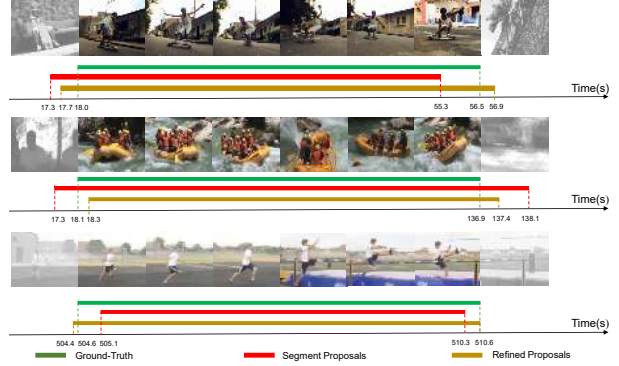 Time(s)
17.3 17.7 18.0 55.3 56.5 56.9
Time(s)
17.3 18.1 18.3 136.9 137.4 138.1
Time(s)
504.4 504.6 505.1 510.3 510.6
Ground-Truth Segment Proposals Refined Proposals